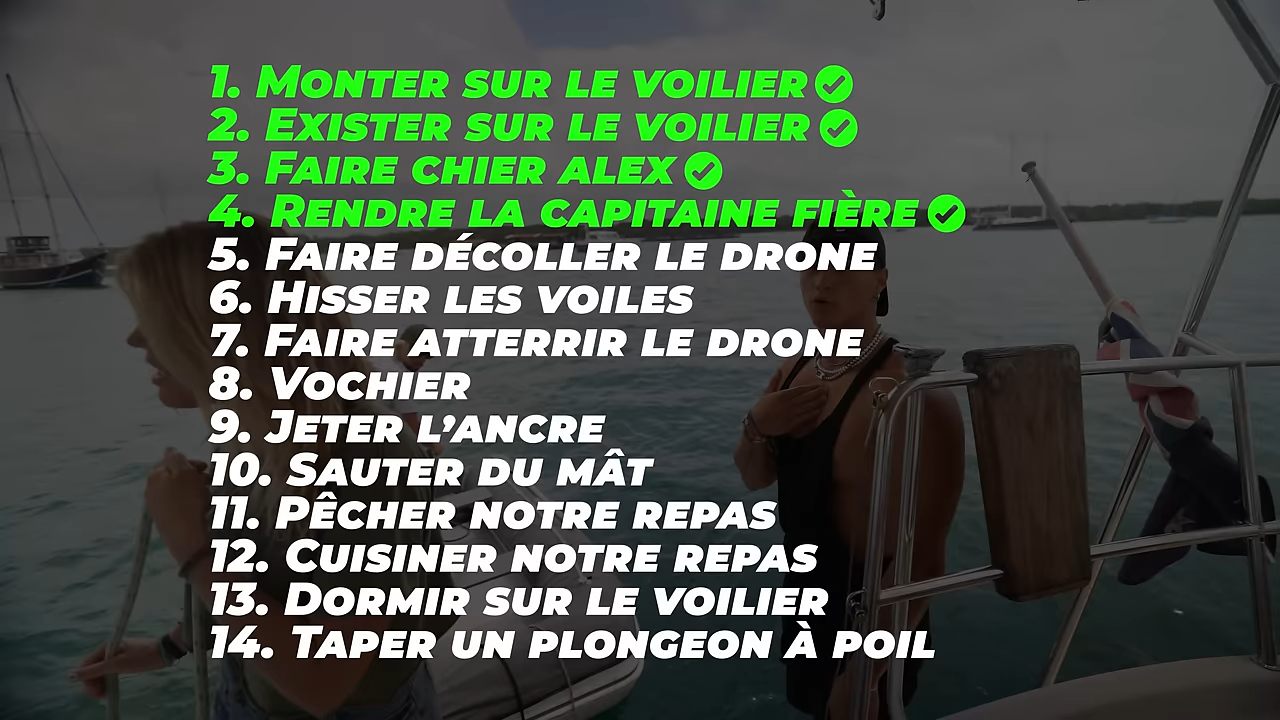 1. Monter sur le voilier
2. Exister sur le voilier
3. Faire chier Alex
4. Rendre la capitaine fière
5. Faire décoller le drone
6. Hisser les voiles
7. Faire atterrir le drone
8. Vochier
9. Jeter l’ancre
10. Sauter du mât
11. Pêcher notre repas
12. Cuisiner notre repas
13. Dormir sur le voilier
14. Taper un plongeon à poil